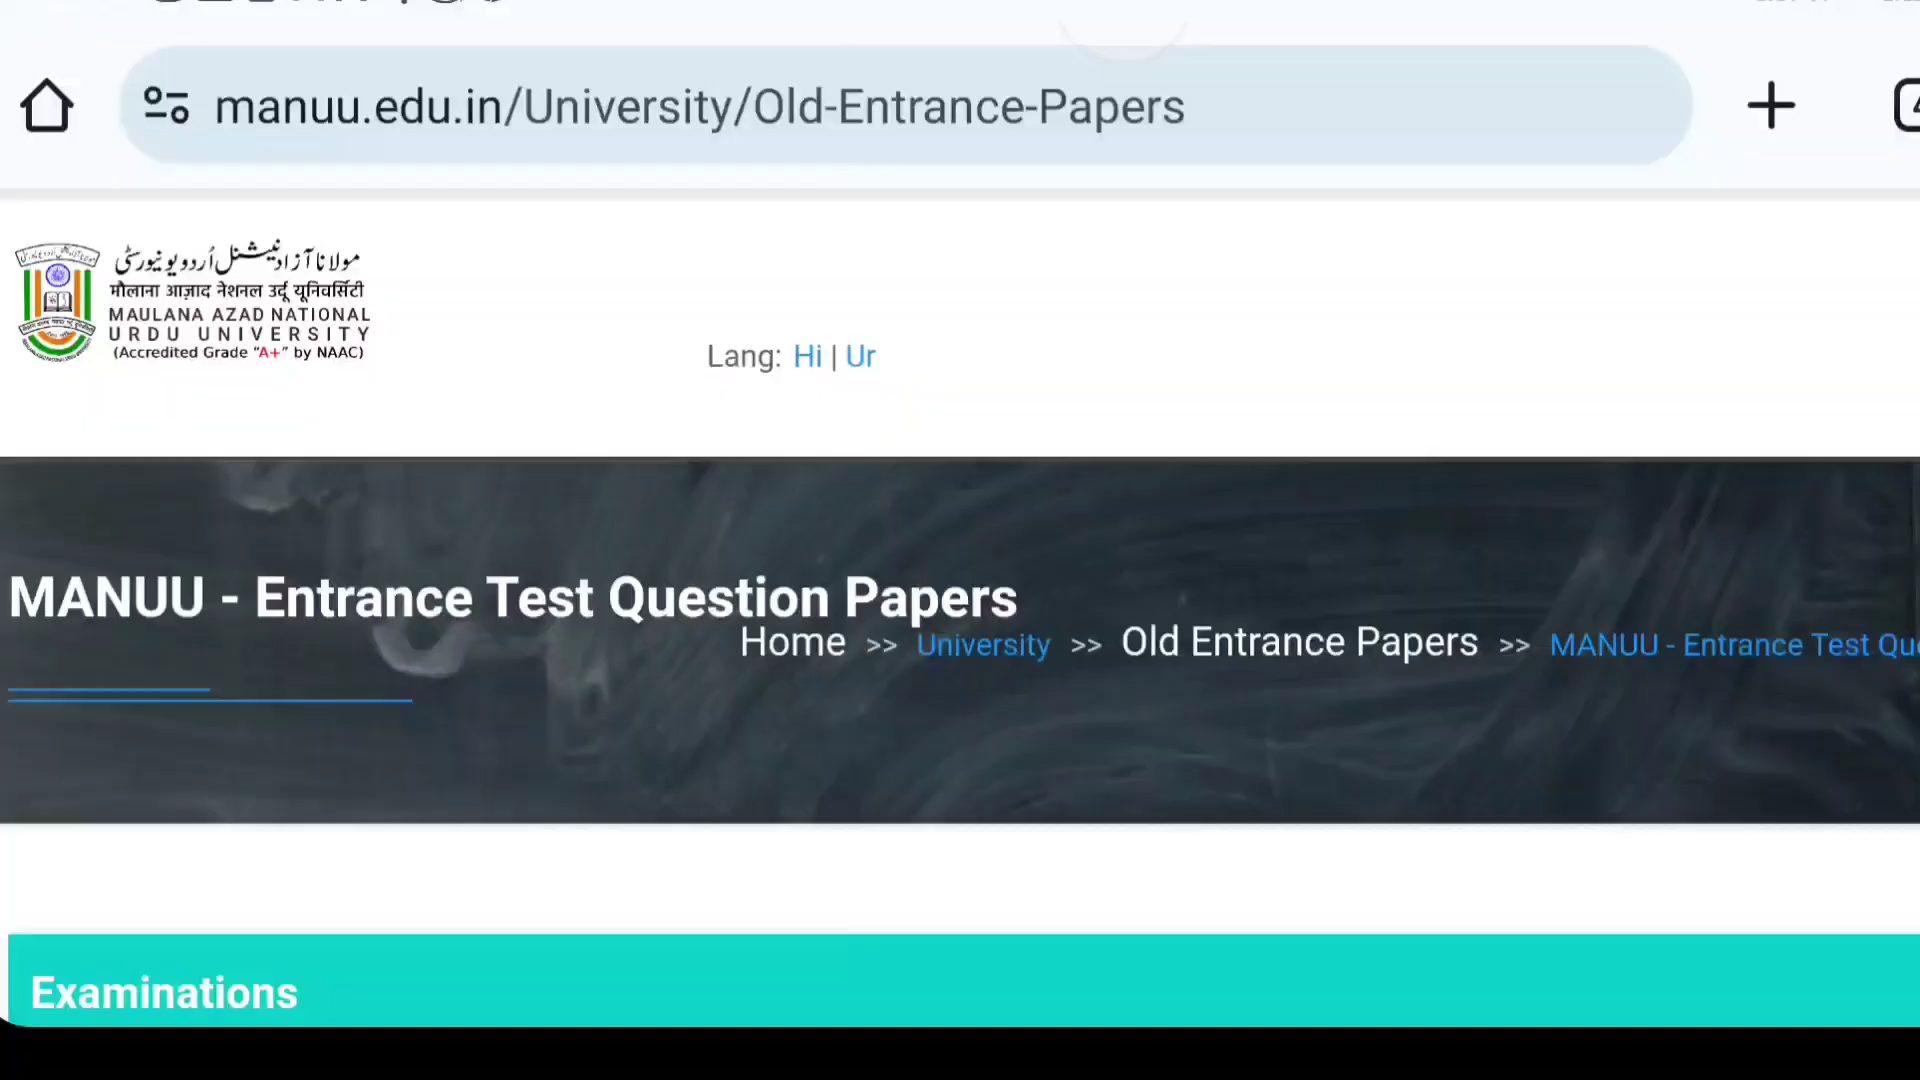 manuu.edu.in/University/Old-Entrance-Papers
مولانا آزاد نیشنل اُردو یونیورسٹی
मौलाना आज़ाद नेशनल उर्दू यूनिवर्सिटी
MAULANA AZAD NATIONAL
URDU UNIVERSITY
(Accredited Grade "A+" by NAAC)
Lang: Hi | Ur
MANUU - Entrance Test Question Papers
Home >> University >> Old Entrance Papers >> MANUU - Entrance Test
Examinations